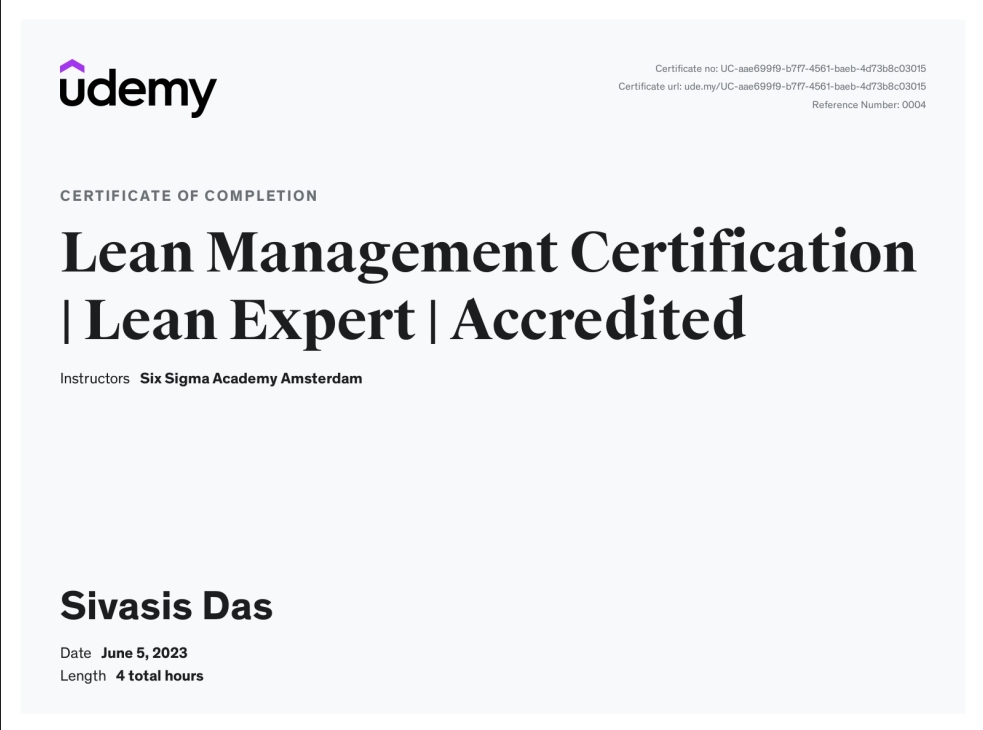 udemy
Certificate no: UC-aae699f9-b7f7-4561-baeb-4d73b8c03015
Certificate url: ude.my/UC-aae699f9-b7f7-4561-baeb-4d73b8c03015
Reference Number: 0004
CERTIFICATE OF COMPLETION
Lean Management Certification
| Lean Expert | Accredited
Instructors Six Sigma Academy Amsterdam
Sivasis Das
Date June 5, 2023
Length 4 total hours